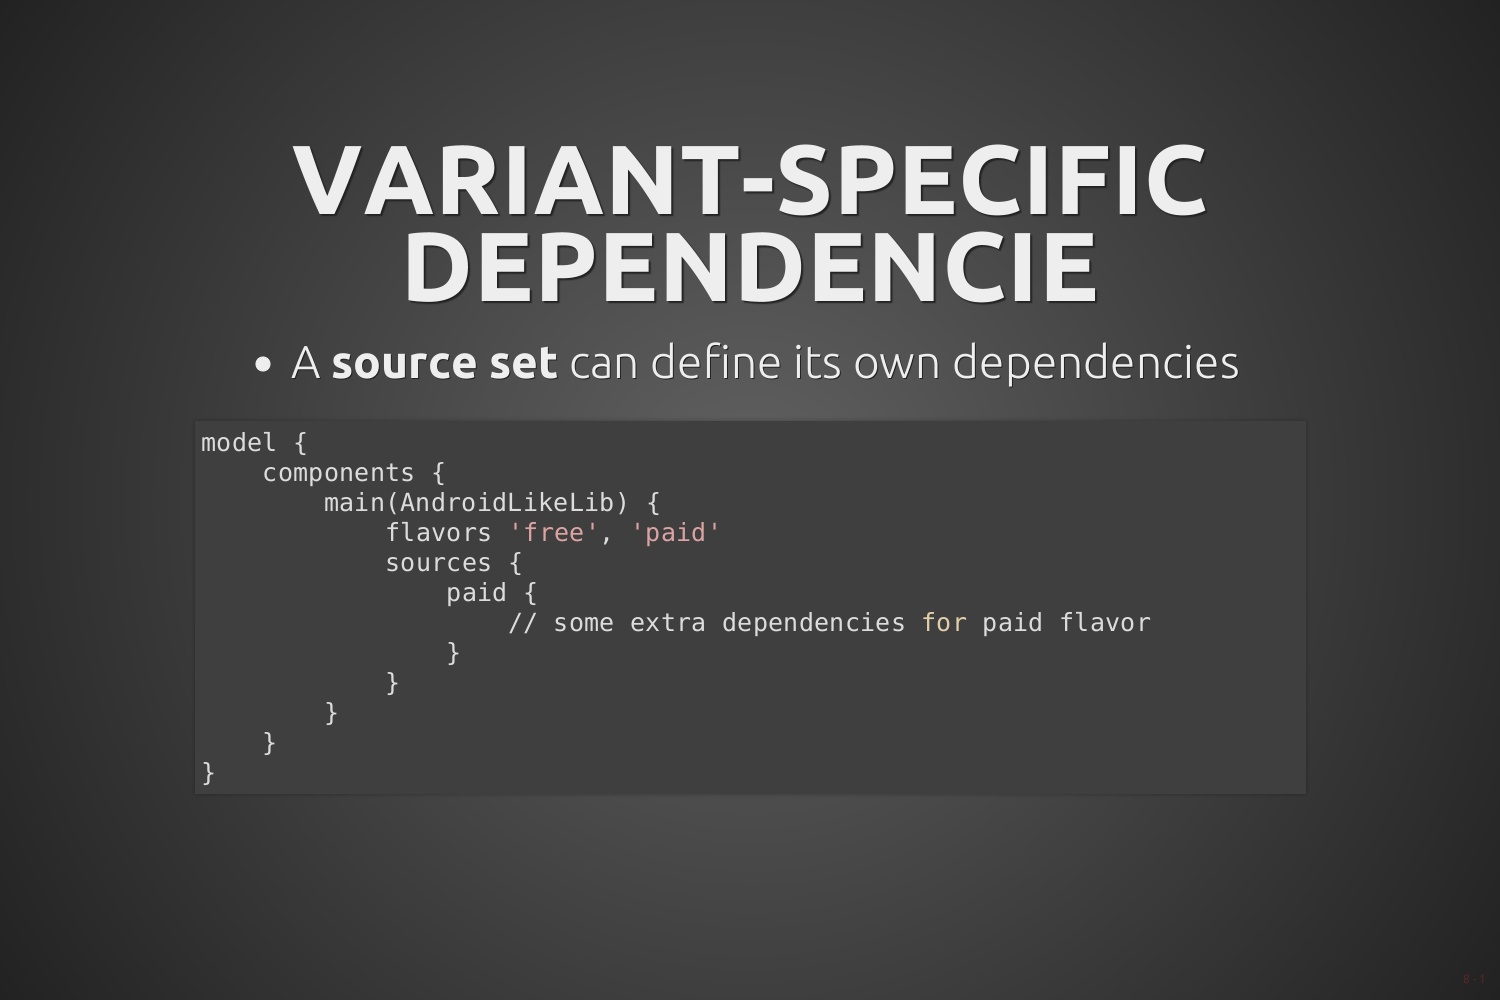 VARIANT-SPECIFIC
DEPENDENCIE
• A source set can define its own dependencies
model {
    components {
        main(AndroidLikeLib) {
            flavors 'free', 'paid'
            sources {
                paid {
                    // some extra dependencies for paid flavor
                }
            }
        }
    }
}